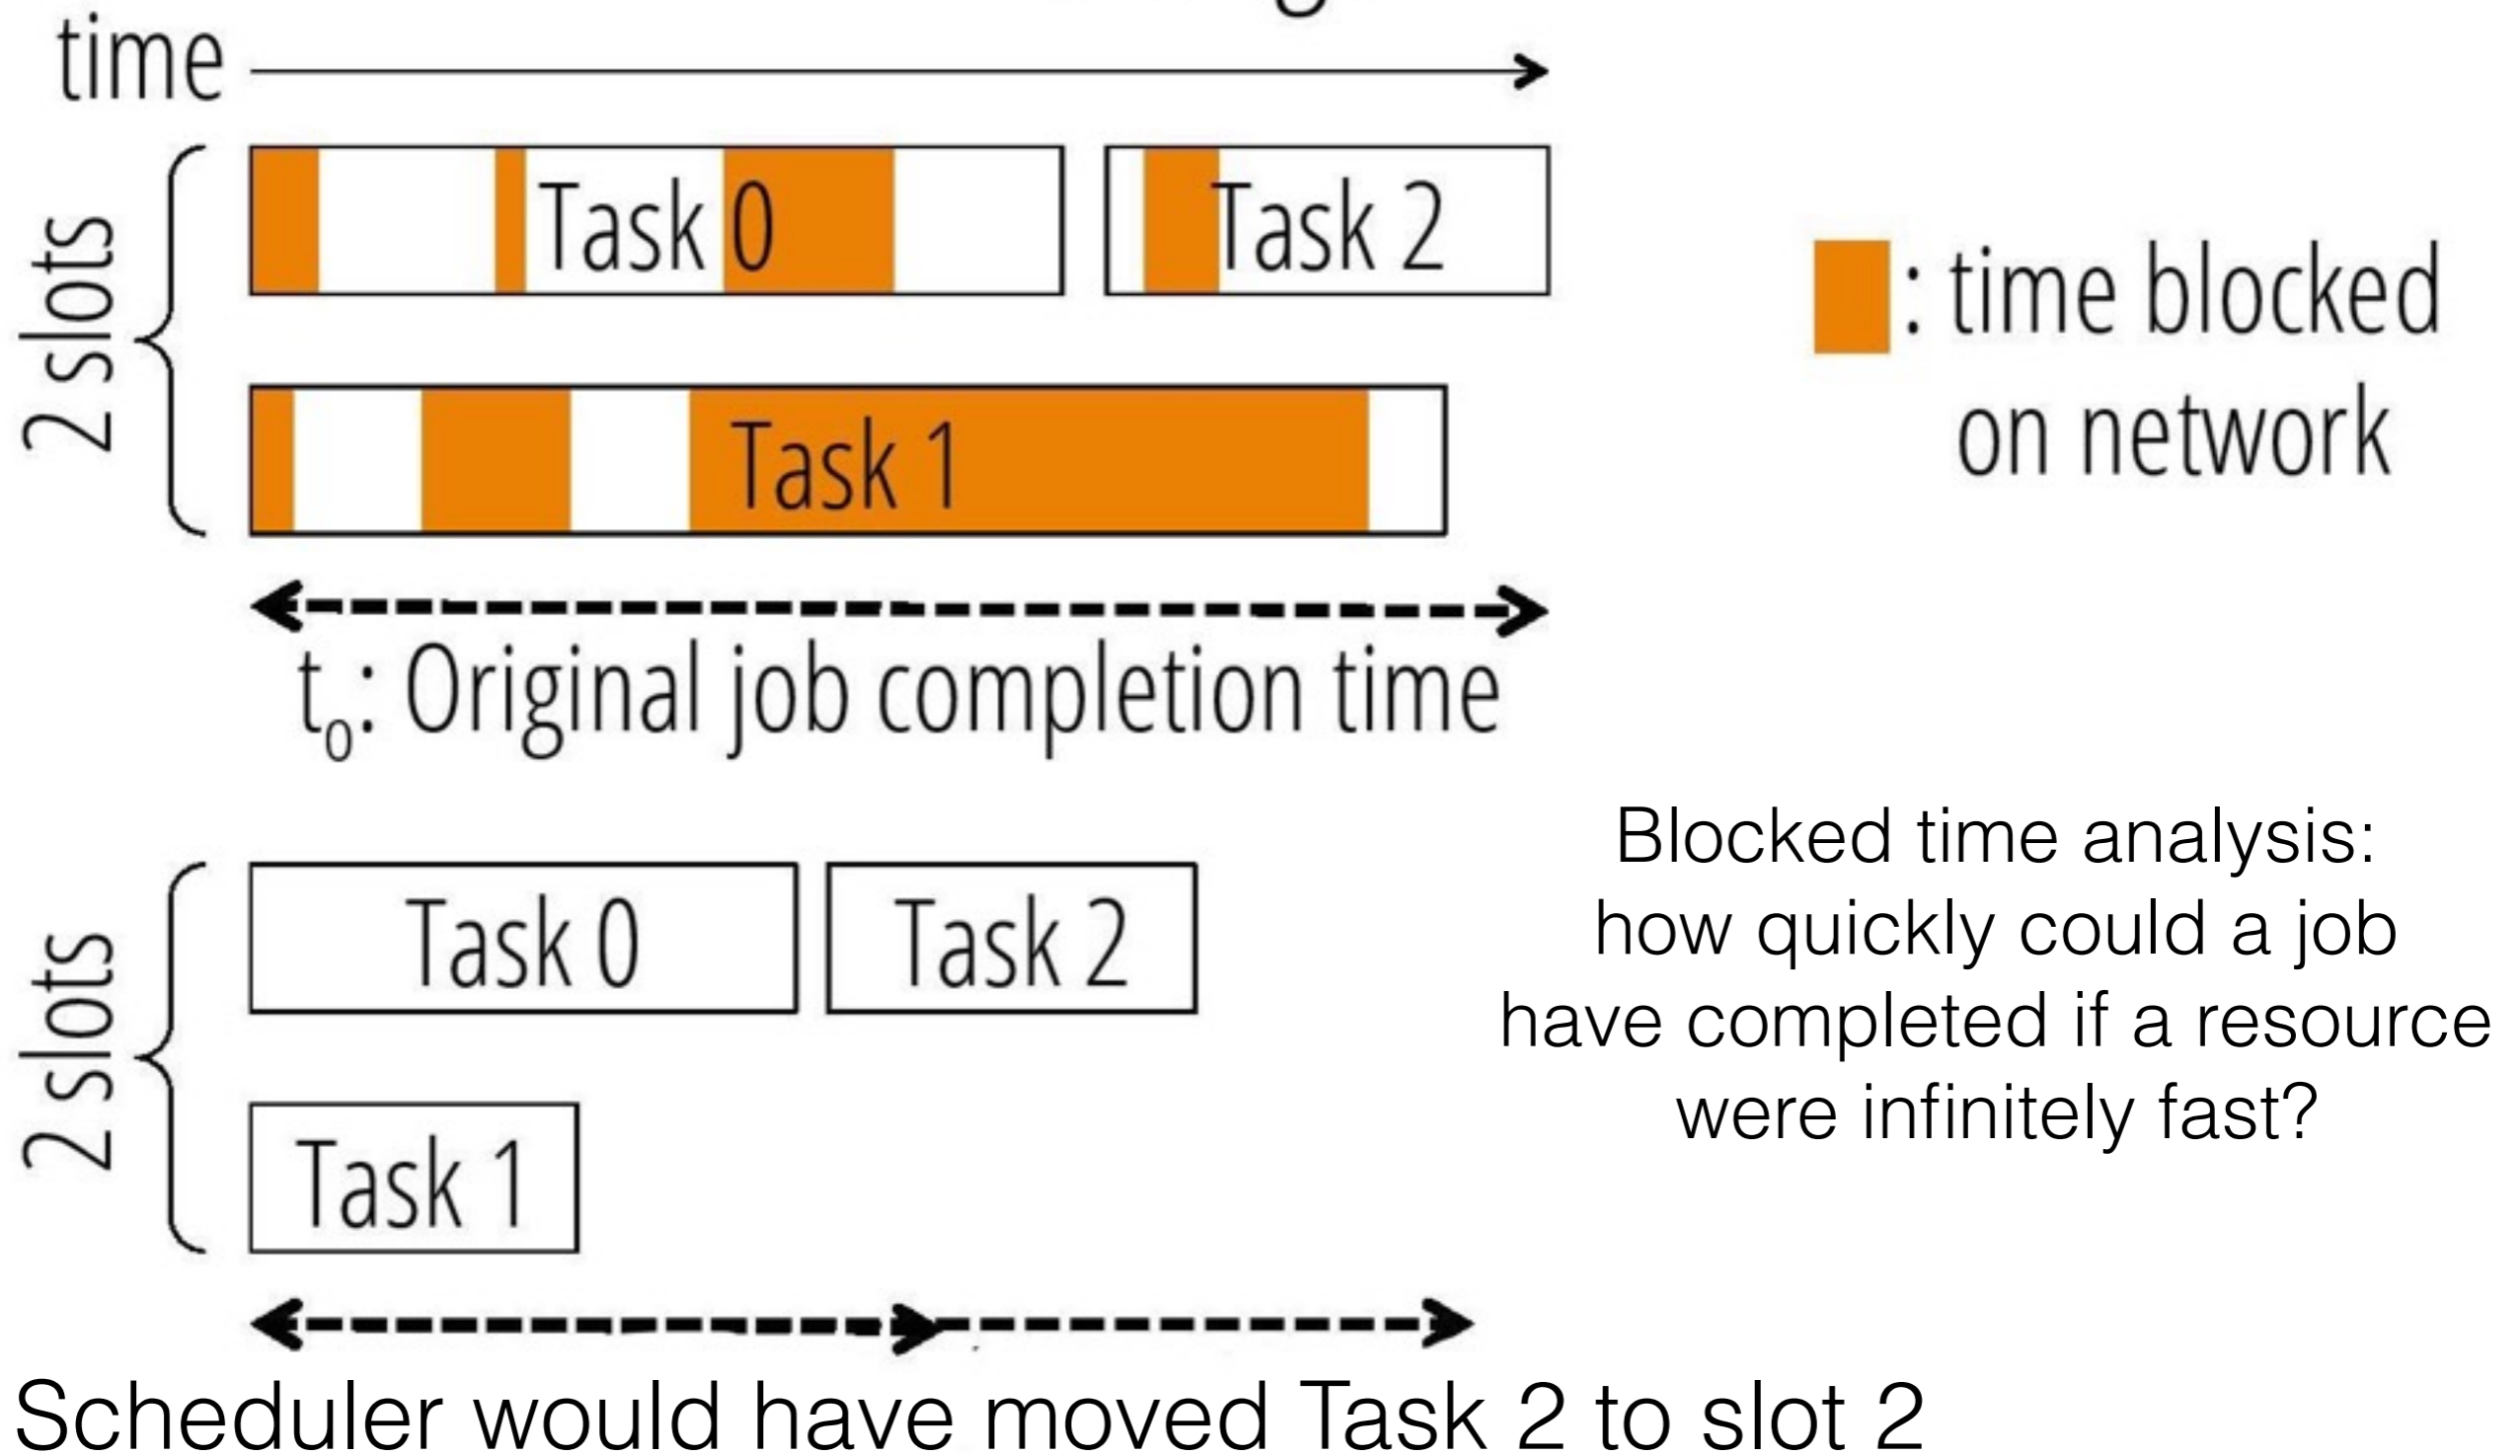 time
2 slots
Task 0
Task 2
Task 1
: time blocked
on network
t₀: Original job completion time
2 slots
Task 0
Task 2
Task 1
Blocked time analysis:
how quickly could a job
have completed if a resource
were infinitely fast?
Scheduler would have moved Task 2 to slot 2